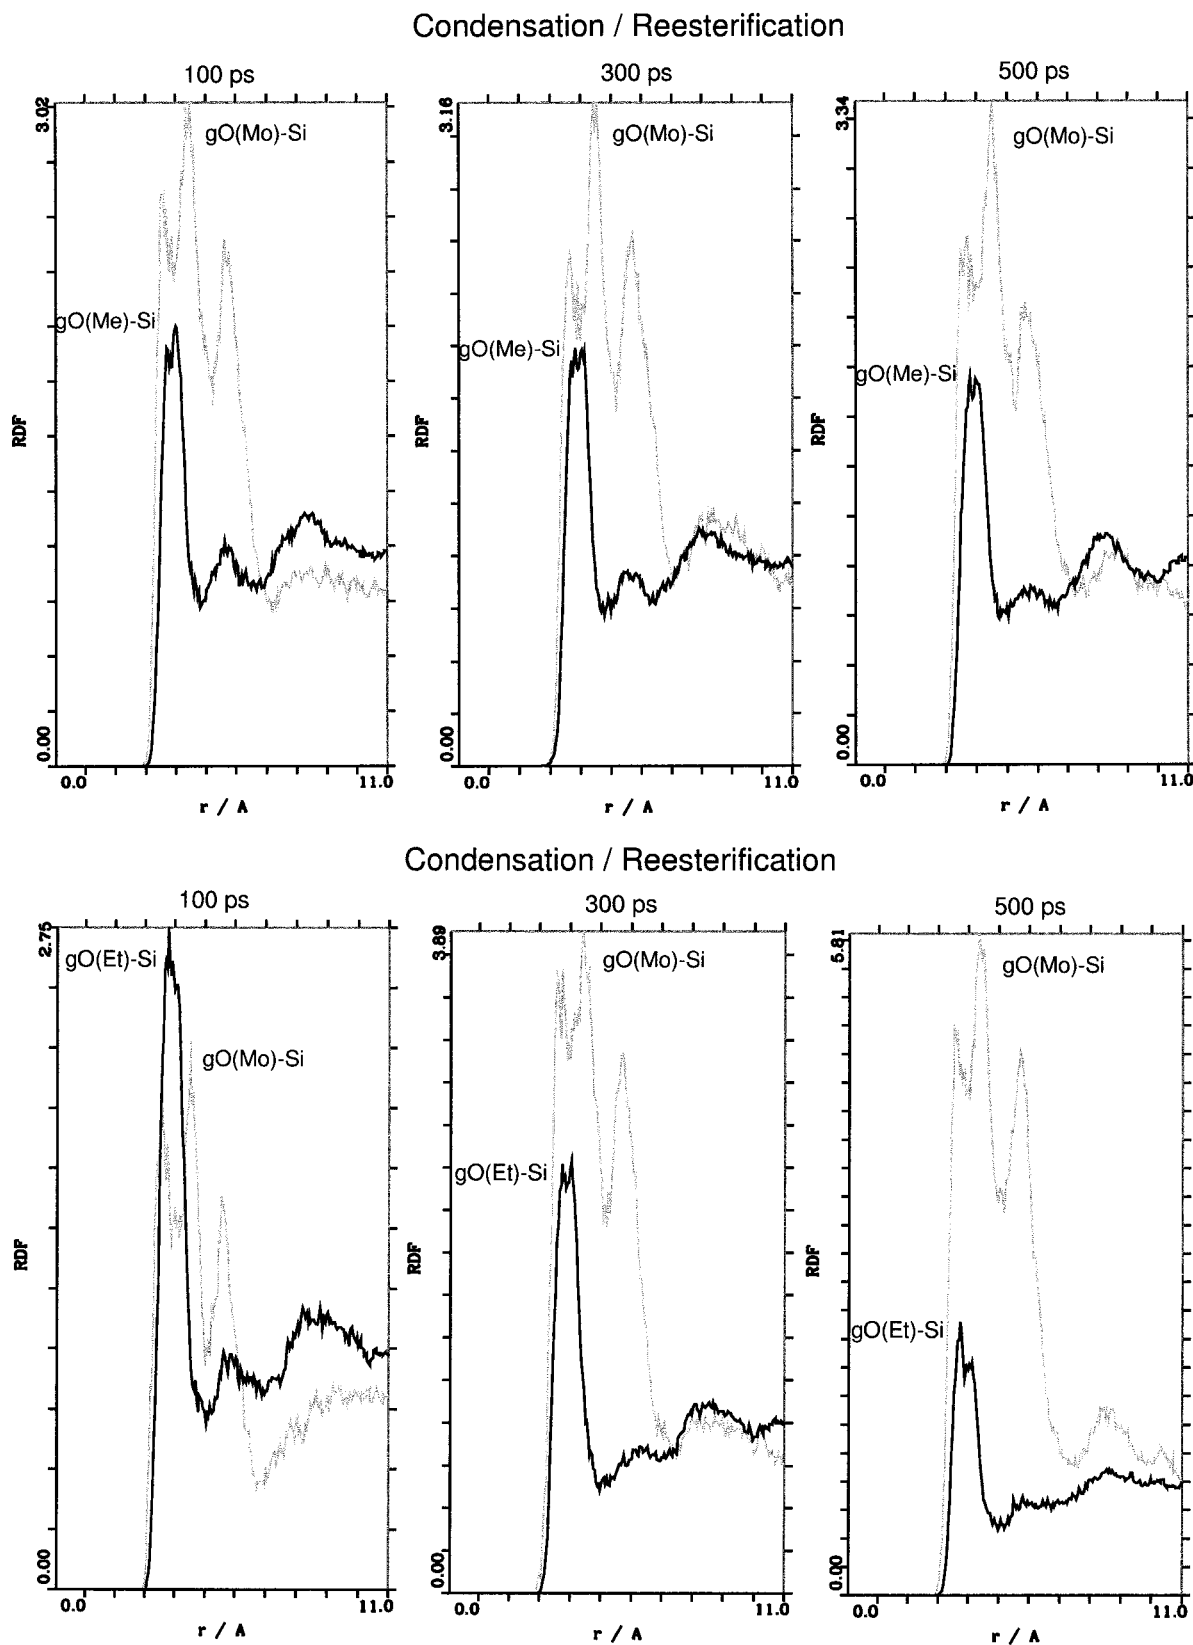 Condensation / Reesterification
100 ps
300 ps
500 ps
3.02
gO(Mo)-Si
gO(Me)-Si
RDF
0.00
0.0
11.0
r / A
3.16
gO(Mo)-Si
gO(Me)-Si
RDF
0.00
0.0
11.0
r / A
3.34
gO(Mo)-Si
gO(Me)-Si
RDF
0.00
0.0
11.0
r / A
Condensation / Reesterification
100 ps
300 ps
500 ps
2.75
gO(Et)-Si
gO(Mo)-Si
RDF
0.00
0.0
11.0
r / A
3.89
gO(Mo)-Si
gO(Et)-Si
RDF
0.00
0.0
11.0
r / A
5.81
gO(Mo)-Si
gO(Et)-Si
RDF
0.00
0.0
11.0
r / A